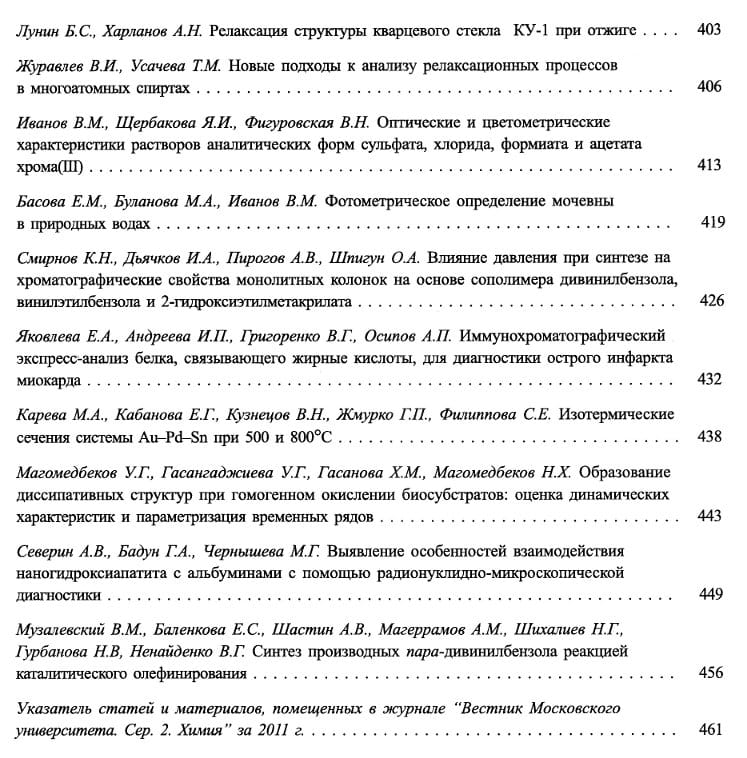 Лунин Б.С., Харланов А.Н. Релаксация структуры кварцевого стекла КУ-1 при отжиге . . . . 403
Журавлев В.И., Усачева Т.М. Новые подходы к анализу релаксационных процессов
в многоатомных спиртах . . . . . . . . . . . . . . . . . . . . . . . . . . . . . . . . . . . . . . . . . 406
Иванов В.М., Щербакова Я.И., Фигуровская В.Н. Оптические и цветометрические
характеристики растворов аналитических форм сульфата, хлорида, формиата и ацетата
хрома(III) . . . . . . . . . . . . . . . . . . . . . . . . . . . . . . . . . . . . . . . . . . . . . . . . . 413
Басова Е.М., Буланова М.А., Иванов В.М. Фотометрическое определение мочевны
в природных водах . . . . . . . . . . . . . . . . . . . . . . . . . . . . . . . . . . . . . . . . . . . . 419
Смирнов К.Н., Дьячков И.А., Пирогов А.В., Шпигун О.А. Влияние давления при синтезе на
хроматографические свойства монолитных колонок на основе сополимера дивинилбензола,
винилэтилбензола и 2-гидроксиэтилметакрилата . . . . . . . . . . . . . . . . . . . . . . . . . . . 426
Яковлева Е.А., Андреева И.П., Григоренко В.Г., Осипов А.П. Иммунохроматографический
экспресс-анализ белка, связывающего жирные кислоты, для диагностики острого инфаркта
миокарда . . . . . . . . . . . . . . . . . . . . . . . . . . . . . . . . . . . . . . . . . . . . . . . . . . 432
Карева М.А., Кабанова Е.Г., Кузнецов В.Н., Жмурко Г.П., Филиппова С.Е. Изотермические
сечения системы Au–Pd–Sn при 500 и 800°C . . . . . . . . . . . . . . . . . . . . . . . . . . . . . 438
Магомедбеков У.Г., Гасангаджиева У.Г., Гасанова Х.М., Магомедбеков Н.Х. Образование
диссипативных структур при гомогенном окислении биосубстратов: оценка динамических
характеристик и параметризация временных рядов . . . . . . . . . . . . . . . . . . . . . . . . . 443
Северин А.В., Бадун Г.А., Чернышева М.Г. Выявление особенностей взаимодействия
наногидроксиапатита с альбуминами с помощью радионуклидно-микроскопической
диагностики . . . . . . . . . . . . . . . . . . . . . . . . . . . . . . . . . . . . . . . . . . . . . . . . 449
Музалевский В.М., Баленкова Е.С., Шастин А.В., Магеррамов А.М., Шихалиев Н.Г.,
Гурбанова Н.В, Ненайденко В.Г. Синтез производных пара-дивинилбензола реакцией
каталитического олефинирования . . . . . . . . . . . . . . . . . . . . . . . . . . . . . . . . . . . 456
Указатель статей и материалов, помещенных в журнале “Вестник Московского
университета. Сер. 2. Химия” за 2011 г. . . . . . . . . . . . . . . . . . . . . . . . . . . . . . . . 461